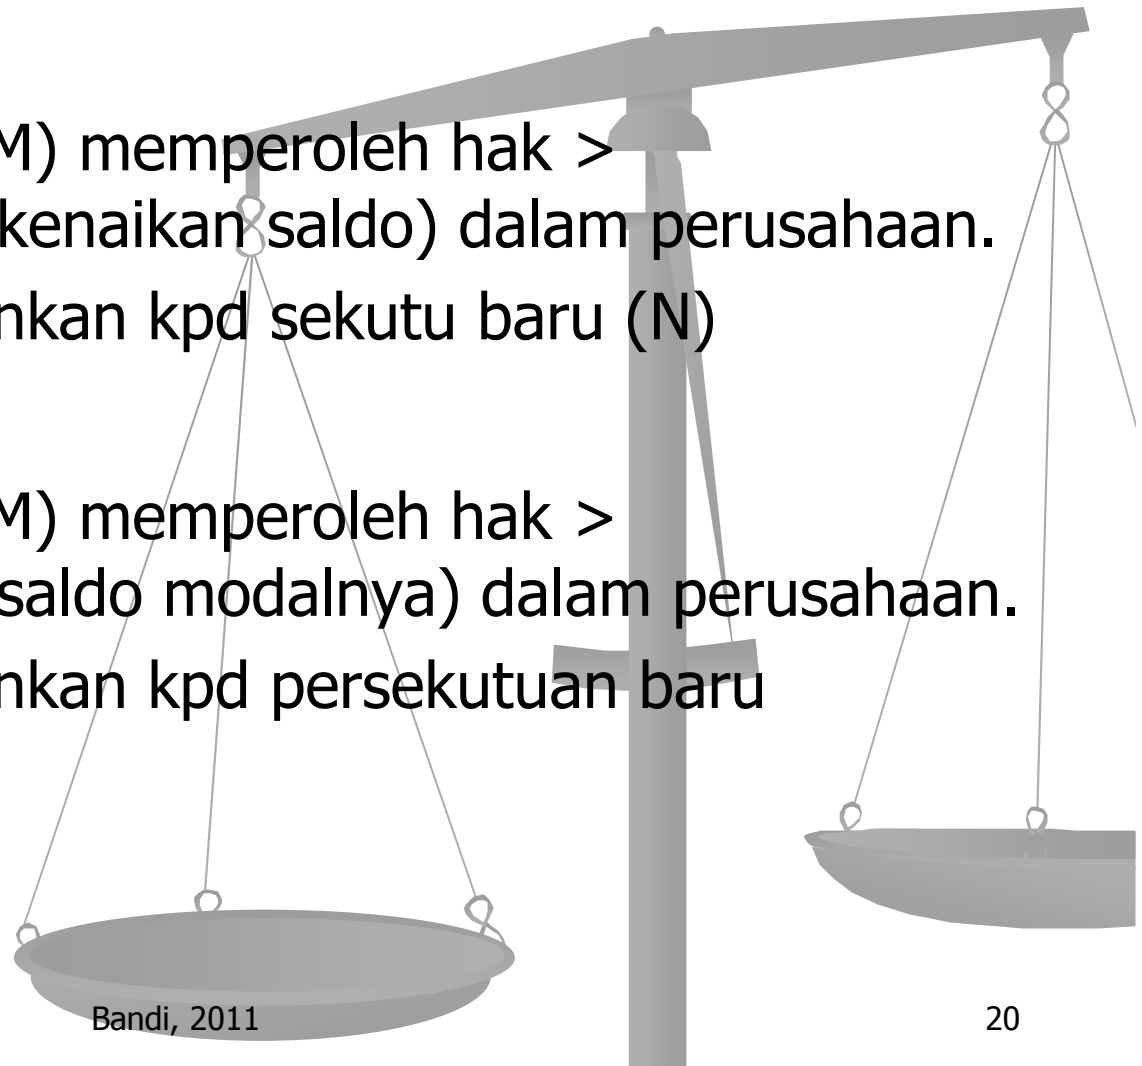 M) memperoleh hak >
kenaikan saldo) dalam perusahaan.
nkan kpd sekutu baru (N)
M) memperoleh hak >
saldo modalnya) dalam perusahaan.
nkan kpd persekutuan baru
Bandi, 2011
20